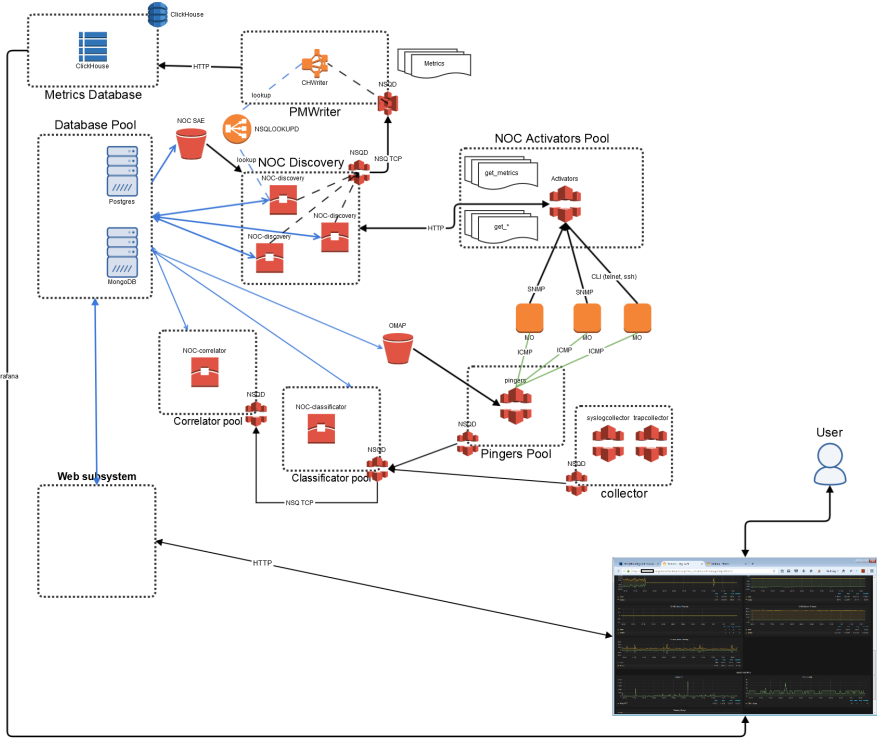 ClickHouse
ClickHouse
Metrics Database
HTTP
CHWriter
lookup
PMWriter
Metrics
NSQD
NSQ TCP
NSQLOOKUPD
lookup
NOC SAE
Database Pool
Postgres
MongoDB
NOC Discovery
NSQD
NOC-discovery
NOC-discovery
NOC-discovery
HTTP
NOC Activators Pool
get_metrics
get_*
Activators
SNMP
SNMP
CLI (telnet, ssh)
MO
MO
MO
ICMP
ICMP
ICMP
OMAP
pingers
NSQD
Pingers Pool
NOC-correlator
NSQD
Correlator pool
NOC-classificator
NSQD
Classificator pool
NSQ TCP
syslogcollector
trapcollector
NSQD
collector
rafana
Web subsystem
HTTP
User